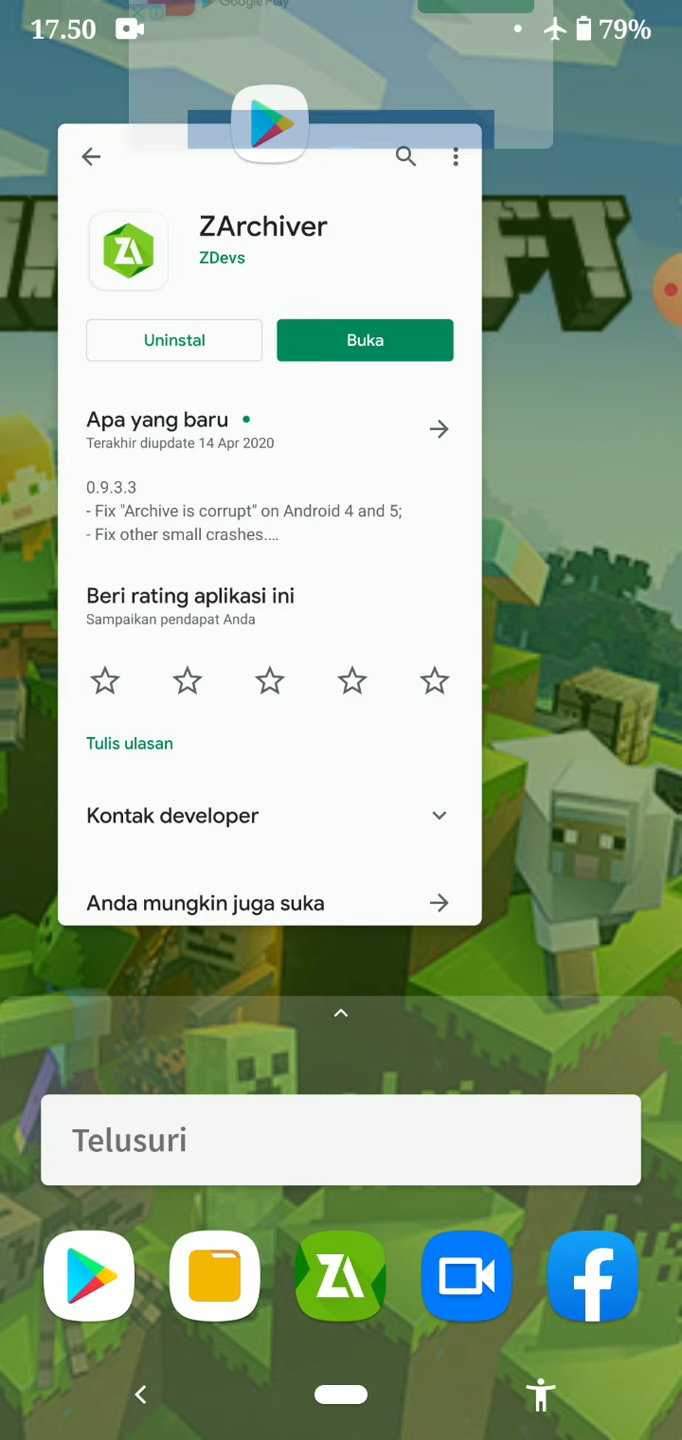 Google Play
17.50
79%
ZArchiver
ZDevs
Uninstal
Buka
Apa yang baru
Terakhir diupdate 14 Apr 2020
0.9.3.3
- Fix "Archive is corrupt" on Android 4 and 5;
- Fix other small crashes....
Beri rating aplikasi ini
Sampaikan pendapat Anda
Tulis ulasan
Kontak developer
Anda mungkin juga suka
Telusuri